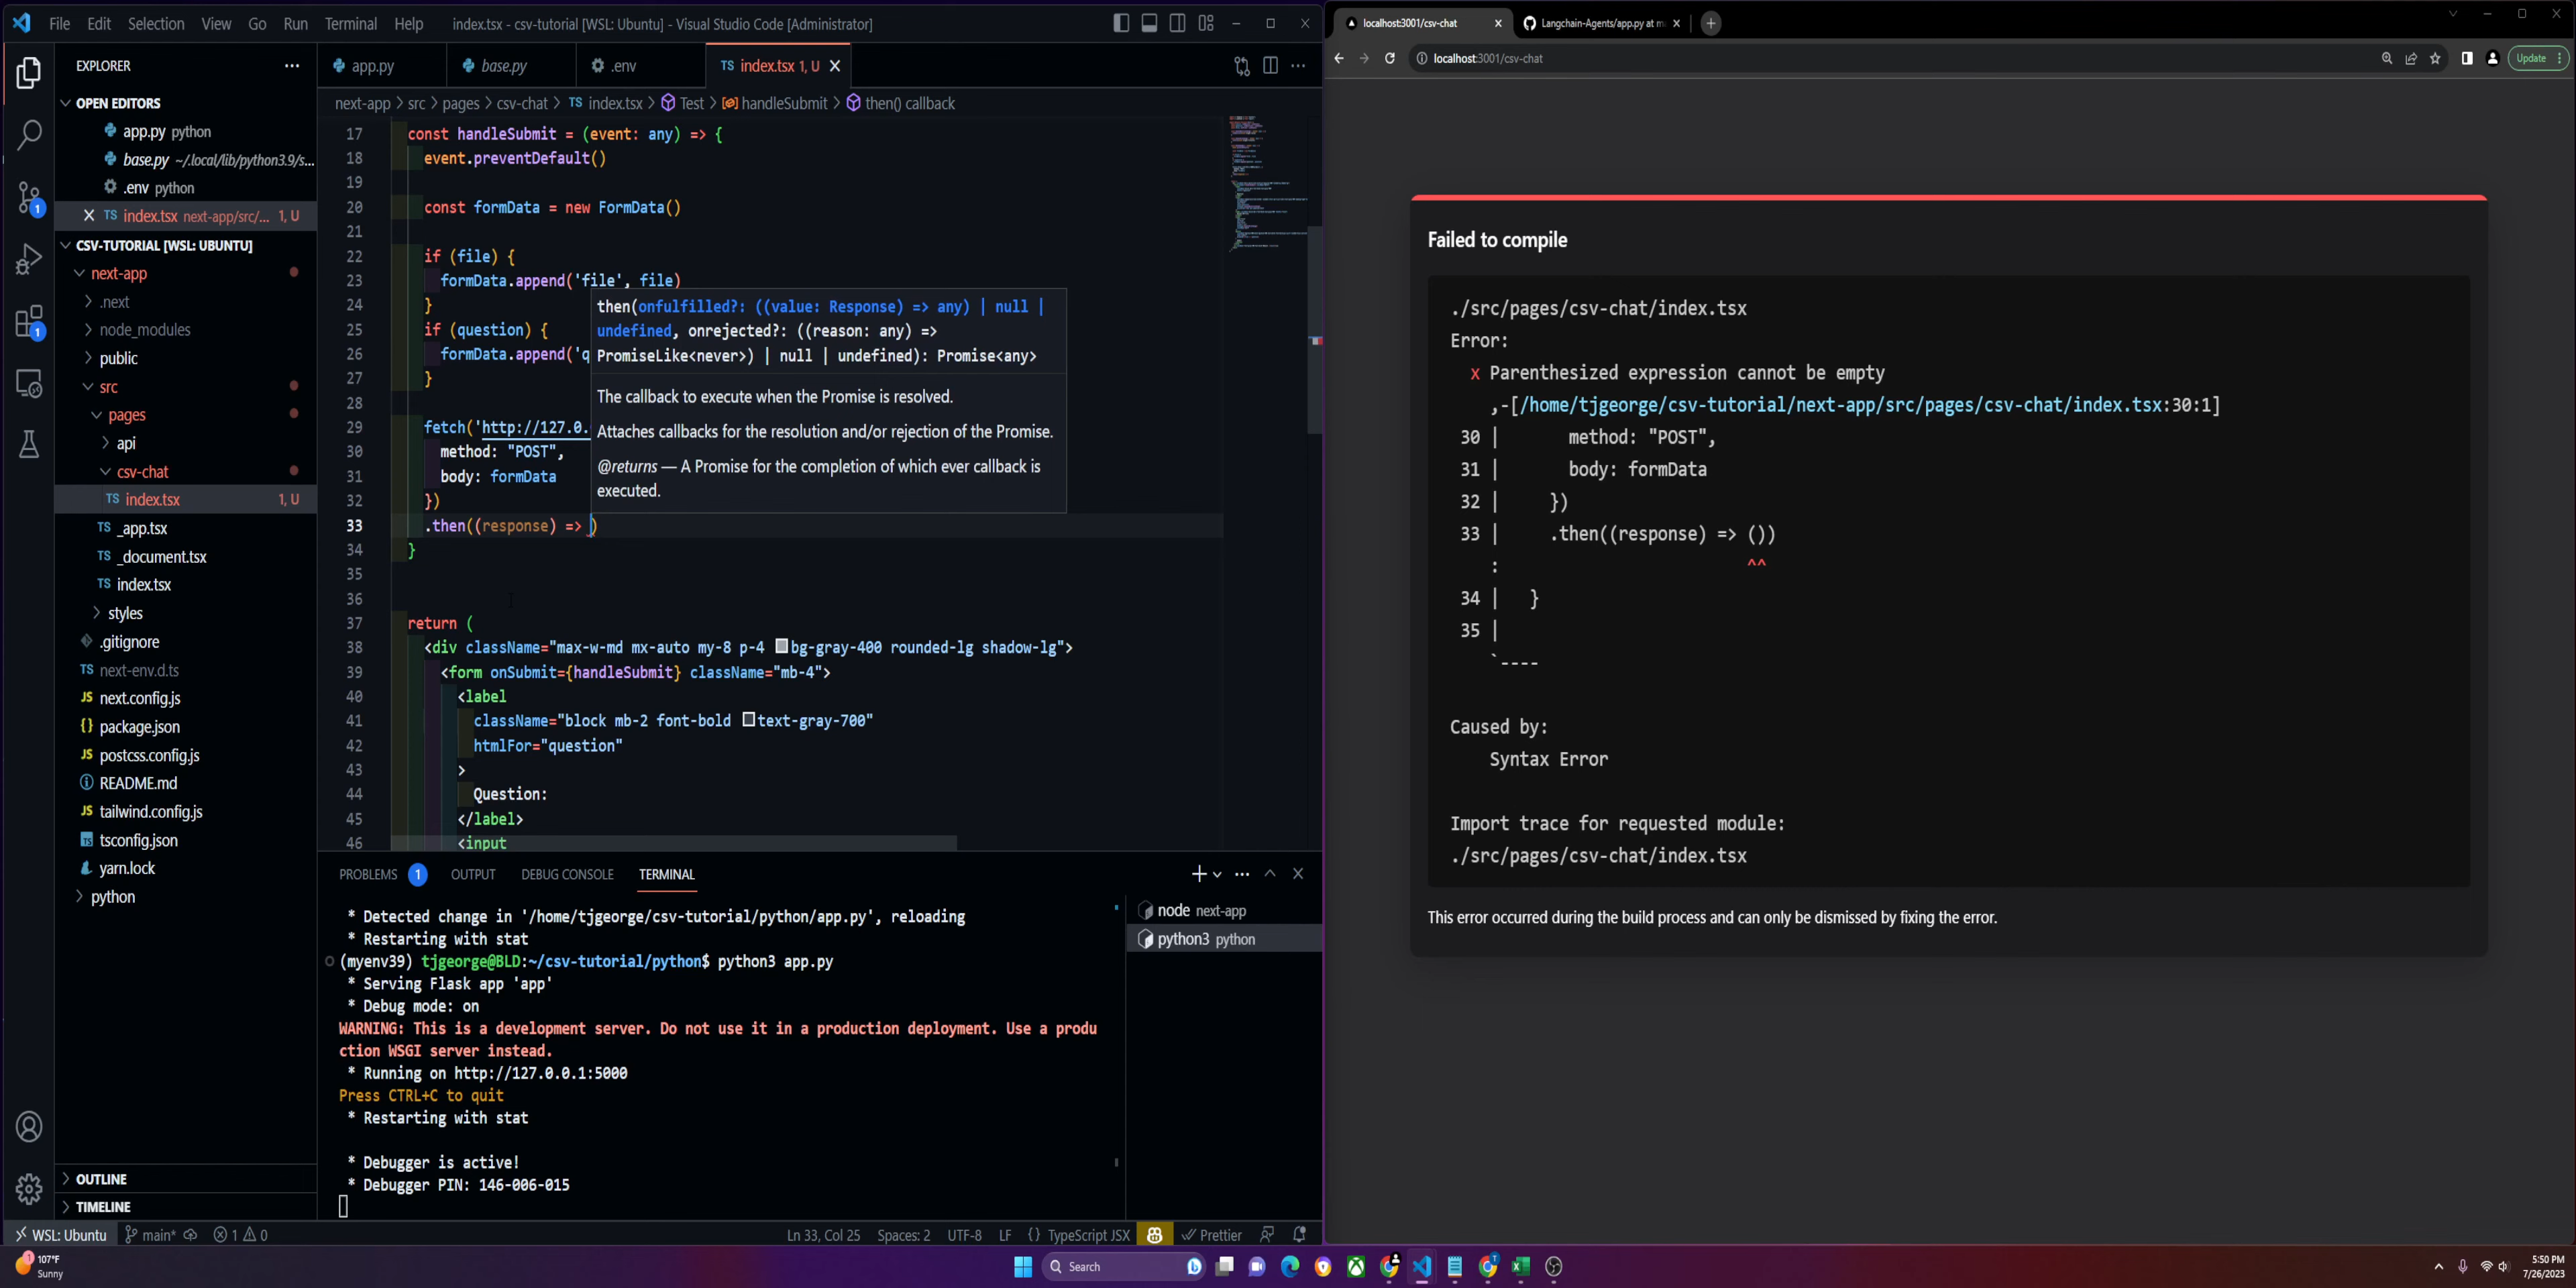 File Edit Selection View Go Run Terminal Help
index.tsx - csv-tutorial [WSL: Ubuntu] - Visual Studio Code [Administrator]
EXPLORER
OPEN EDITORS
app.py python
base.py ~/.local/lib/python3.9/s...
.env python
TS index.tsx next-app/src/... 1, U
CSV-TUTORIAL [WSL: UBUNTU]
next-app
.next
node_modules
public
src
pages
api
csv-chat
TS index.tsx 1, U
TS _app.tsx
TS _document.tsx
TS index.tsx
styles
.gitignore
TS next-env.d.ts
JS next.config.js
{} package.json
JS postcss.config.js
README.md
JS tailwind.config.js
tsconfig.json
yarn.lock
python
OUTLINE
TIMELINE
app.py
base.py
.env
TS index.tsx 1, U
next-app > src > pages > csv-chat > TS index.tsx > Test > handleSubmit > then() callback
17 const handleSubmit = (event: any) => {
18 event.preventDefault()
19
20 const formData = new FormData()
21
22 if (file) {
23 formData.append('file', file)
24 }
25 if (question) {
26 formData.append('q
27 }
28
29 fetch('http://127.0.
30 method: "POST",
31 body: formData
32 })
33 .then((response) => )
34 }
35
36
37 return (
38 <div className="max-w-md mx-auto my-8 p-4 bg-gray-400 rounded-lg shadow-lg">
39 <form onSubmit={handleSubmit} className="mb-4">
40 <label
41 className="block mb-2 font-bold text-gray-700"
42 htmlFor="question"
43 >
44 Question:
45 </label>
46 <input
then(onfulfilled?: ((value: Response) => any) | null |
undefined, onrejected?: ((reason: any) =>
PromiseLike<never>) | null | undefined): Promise<any>
The callback to execute when the Promise is resolved.
Attaches callbacks for the resolution and/or rejection of the Promise.
@returns — A Promise for the completion of which ever callback is
executed.
PROBLEMS 1 OUTPUT DEBUG CONSOLE TERMINAL
* Detected change in '/home/tjgeorge/csv-tutorial/python/app.py', reloading
* Restarting with stat
(myenv39) tjgeorge@BLD:~/csv-tutorial/python$ python3 app.py
* Serving Flask app 'app'
* Debug mode: on
WARNING: This is a development server. Do not use it in a production deployment. Use a produ
ction WSGI server instead.
* Running on http://127.0.0.1:5000
Press CTRL+C to quit
* Restarting with stat
* Debugger is active!
* Debugger PIN: 146-006-015
node next-app
python3 python
WSL: Ubuntu main* 1 0
Ln 33, Col 25 Spaces: 2 UTF-8 LF {} TypeScript JSX Prettier
localhost:3001/csv-chat
Langchain-Agents/app.py at m
localhost:3001/csv-chat
Update
Failed to compile
./src/pages/csv-chat/index.tsx
Error:
x Parenthesized expression cannot be empty
,-[/home/tjgeorge/csv-tutorial/next-app/src/pages/csv-chat/index.tsx:30:1]
30 | method: "POST",
31 | body: formData
32 | })
33 | .then((response) => ())
: ^^
34 | }
35 |
`----
Caused by:
Syntax Error
Import trace for requested module:
./src/pages/csv-chat/index.tsx
This error occurred during the build process and can only be dismissed by fixing the error.
1
107°F
Sunny
Search
5:50 PM
7/26/2023